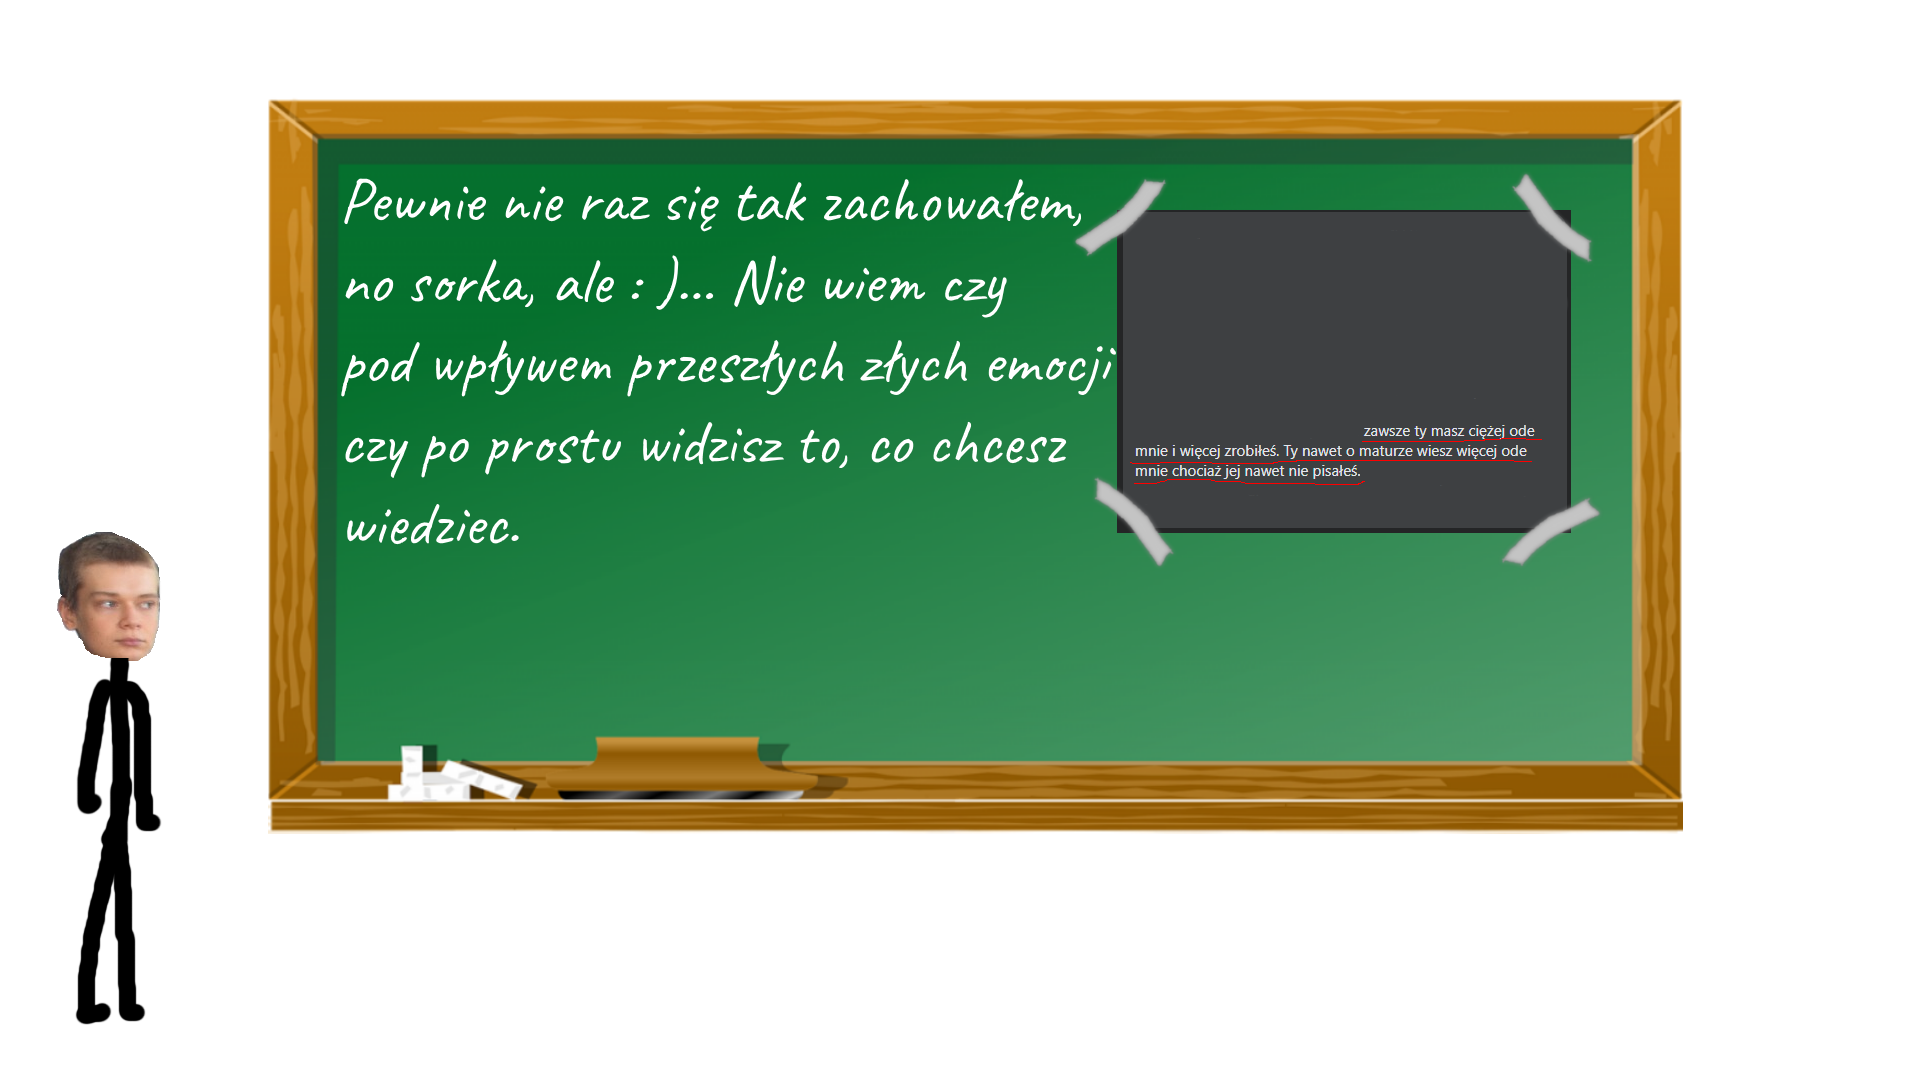 Pewnie nie raz się tak zachowałem,
no sorka, ale : )... Nie wiem czy
pod wpływem przeszłych złych emocji
czy po prostu widzisz to, co chcesz
wiedziec.
zawsze ty masz ciężej ode
mnie i więcej zrobiłeś. Ty nawet o maturze wiesz więcej ode
mnie chociaż jej nawet nie pisałeś.